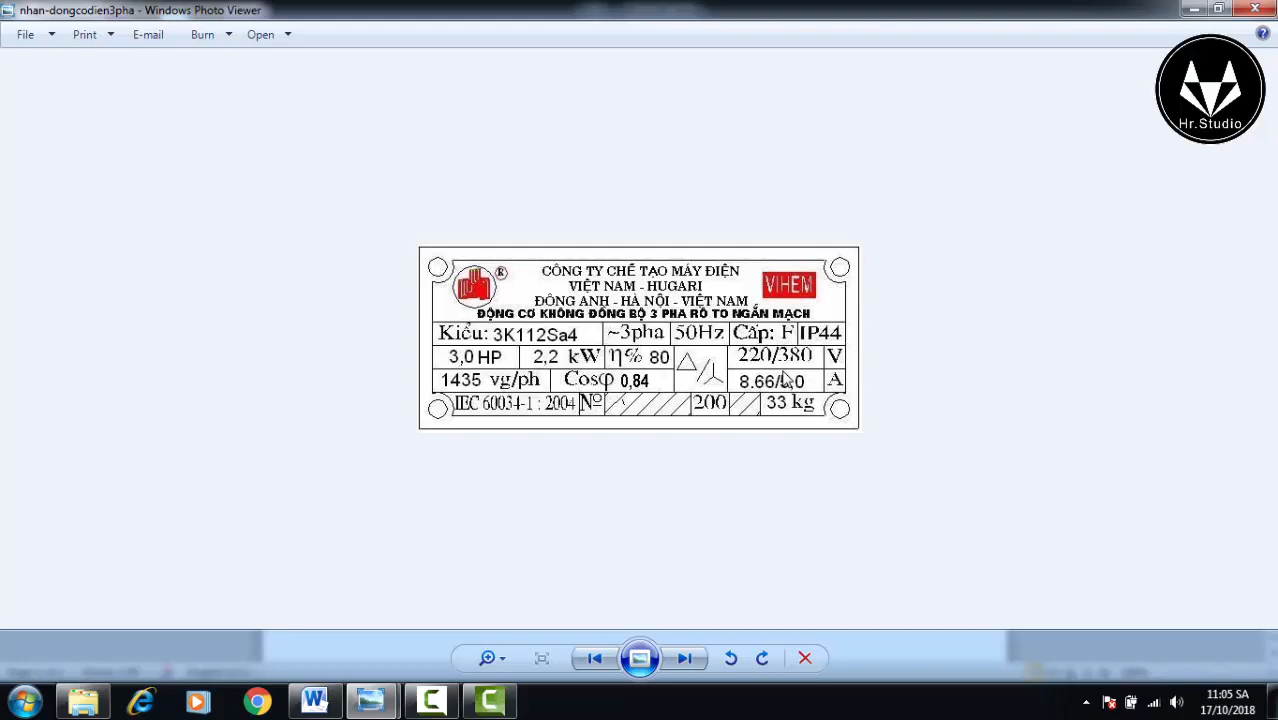 nhan-dongcodien3pha - Windows Photo Viewer
File Print E-mail Burn Open
Hr.Studio
®
CÔNG TY CHẾ TẠO MÁY ĐIỆN
VIỆT NAM - HUGARI
ĐÔNG ANH - HÀ NỘI - VIỆT NAM
VIHEM
ĐỘNG CƠ KHÔNG ĐỒNG BỘ 3 PHA RÔ TO NGẮN MẠCH
Kiểu: 3K112Sa4 ~3pha 50Hz Cấp: F IP44
3,0 HP 2,2 kW η% 80 △/Y 220/380 V
1435 vg/ph Cosφ 0,84 A
IEC 60034-1 : 2004 Nº 200 33 kg
11:05 SA
17/10/2018